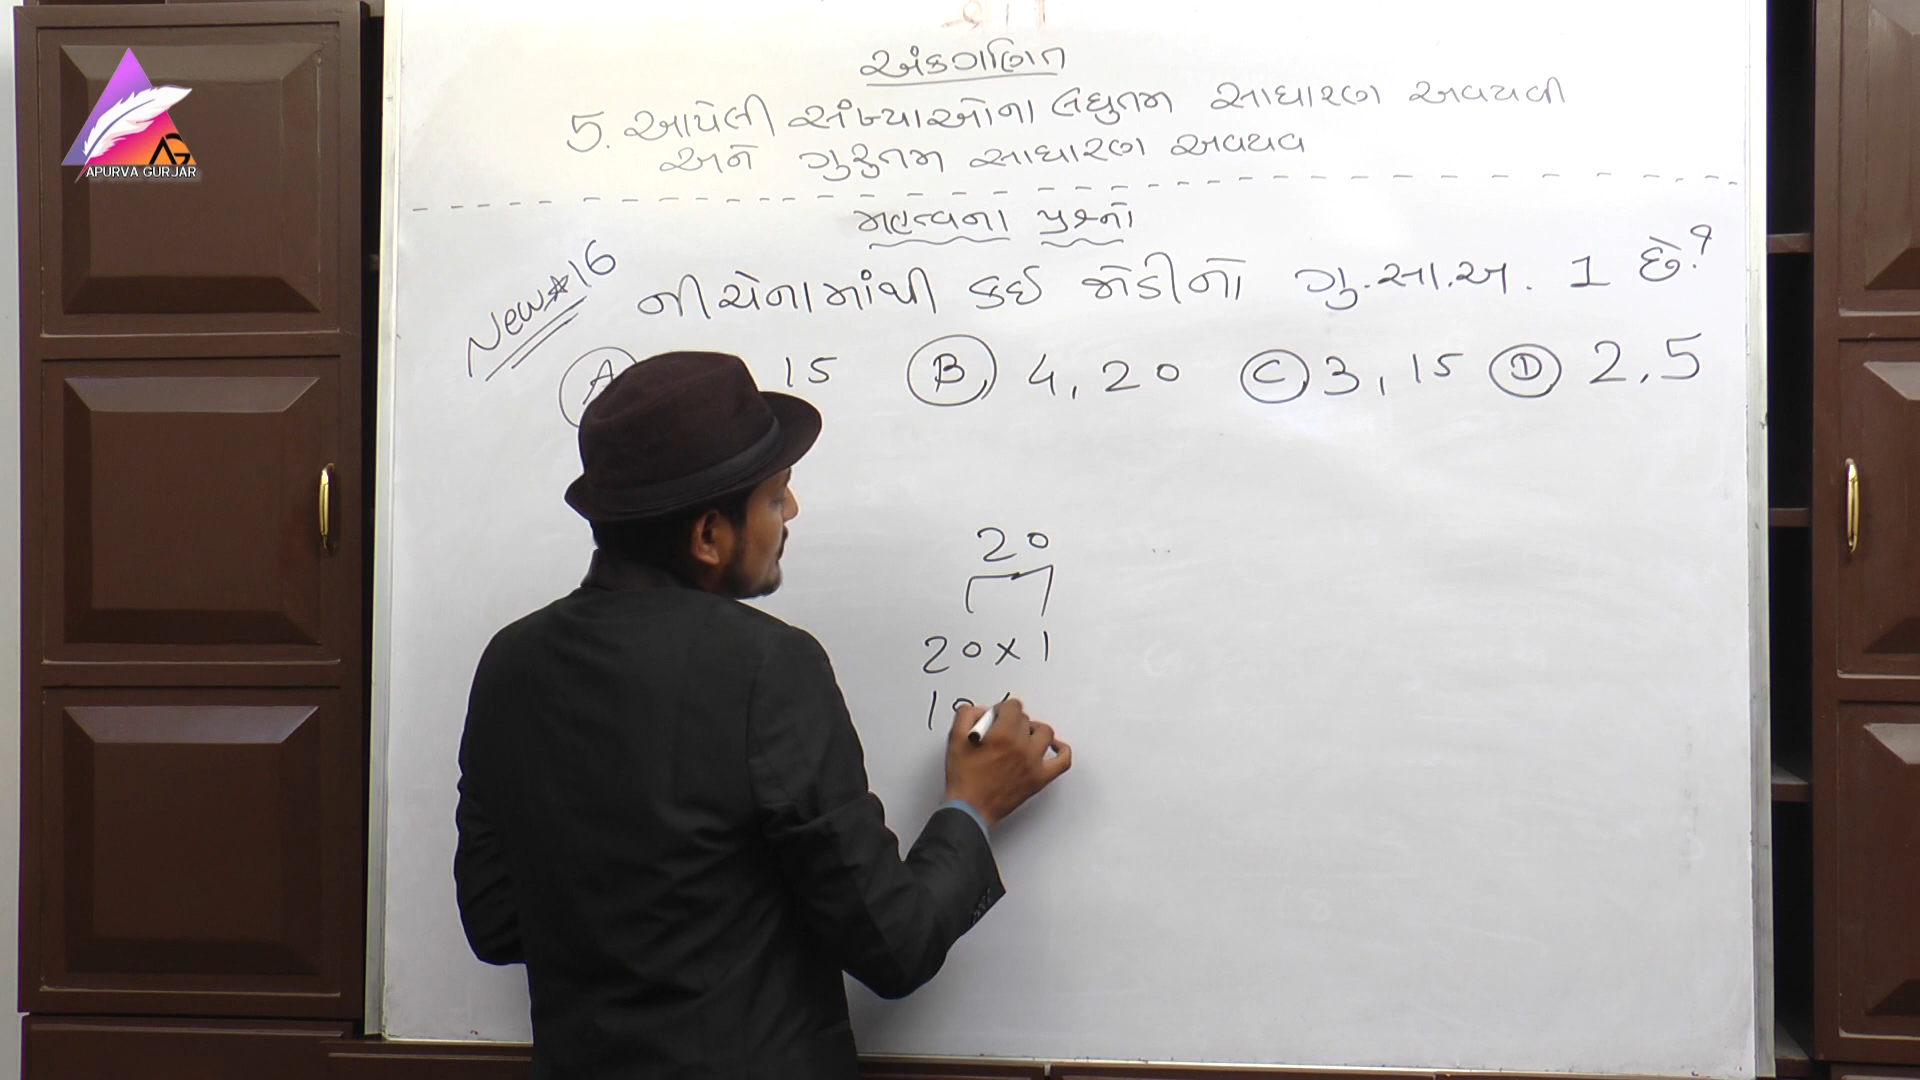 APURVA GURJAR
અંકગણિત
5. આપેલી સંખ્યાઓના લઘુતમ સાધારણ અવયવી
અને ગુરુતમ સાધારણ અવયવ
મહત્વના પ્રશ્નો
New * 16
નીચેનામાંથી કઈ જોડીનો ગુ.સા.અ. 1 છે?
A 15 B 4, 20 C 3, 15 D 2, 5
20
20 x 1